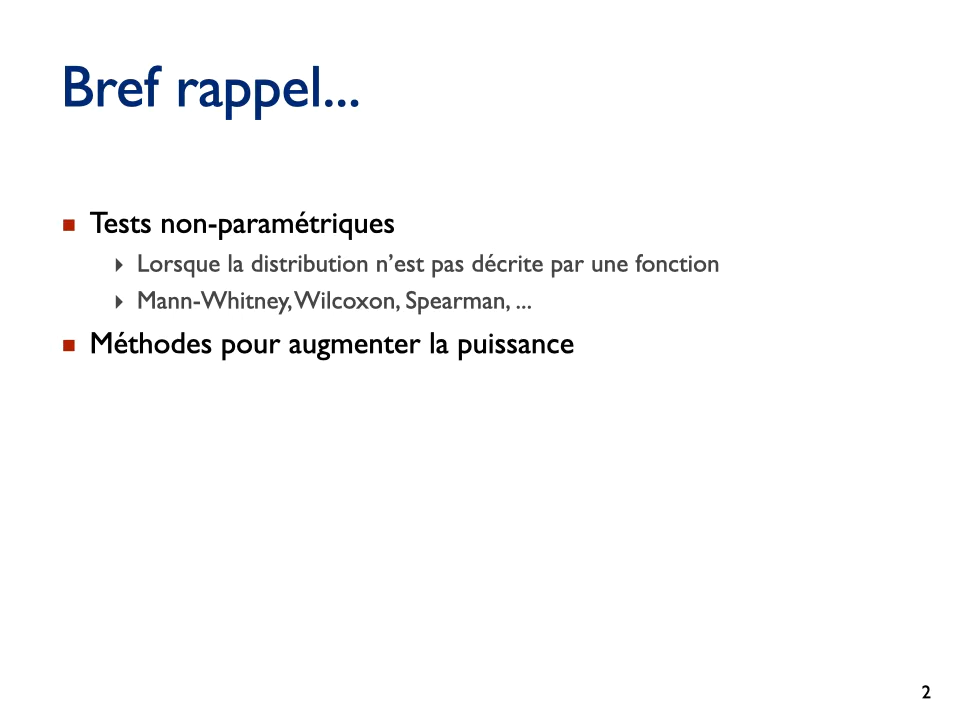 Bref rappel...
Tests non-paramétriques
Lorsque la distribution n’est pas décrite par une fonction
Mann-Whitney, Wilcoxon, Spearman, ...
Méthodes pour augmenter la puissance
2